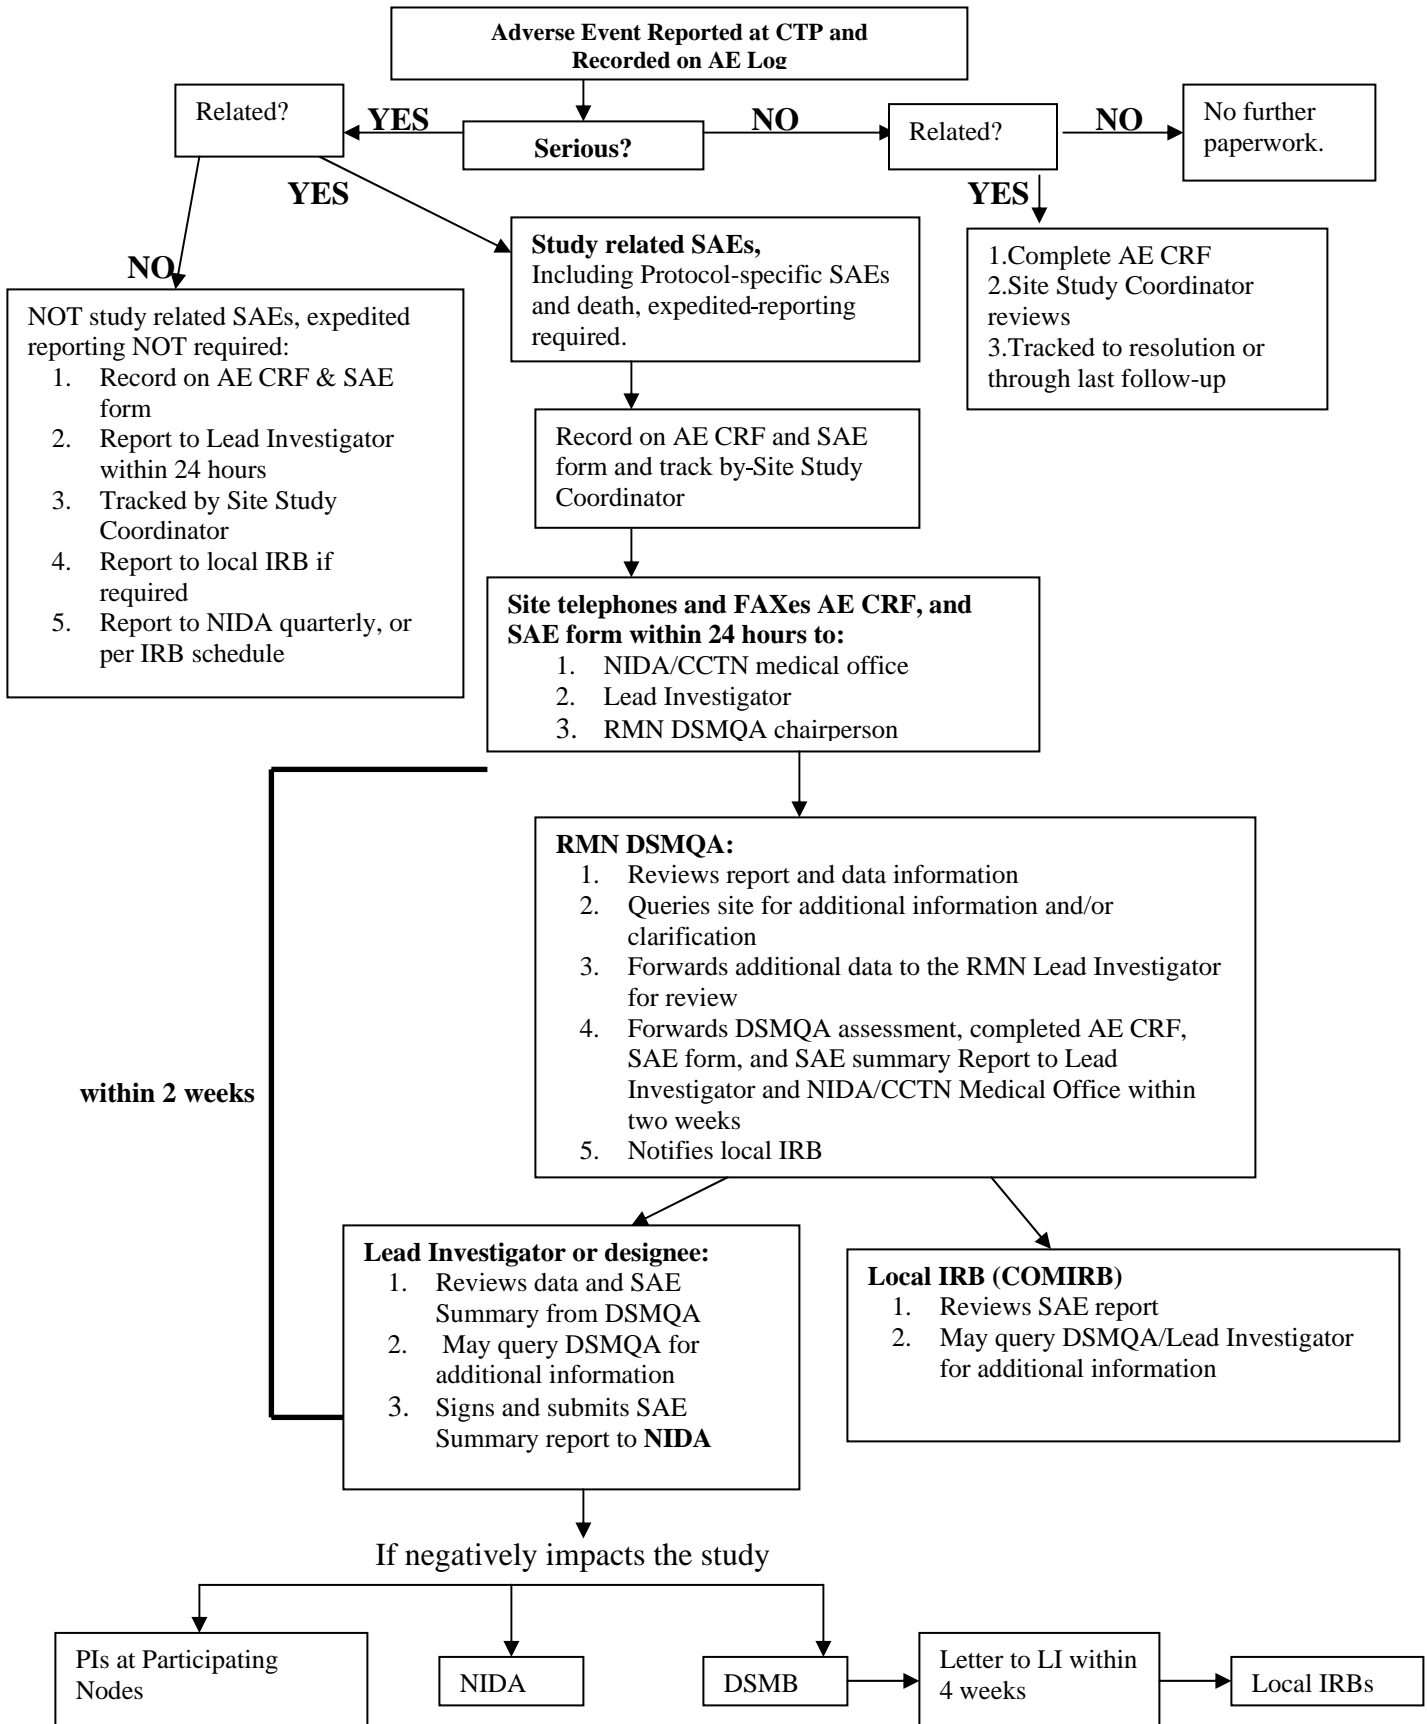 Adverse Event Reported at CTP and
Recorded on AE Log
Related?
YES
Serious?
NO
Related?
NO
No further
paperwork.
YES
YES
NO
Study related SAEs,
Including Protocol-specific SAEs
and death, expedited-reporting
required.
1.Complete AE CRF
2.Site Study Coordinator
reviews
3.Tracked to resolution or
through last follow-up
NOT study related SAEs, expedited
reporting NOT required:
1. Record on AE CRF & SAE
form
2. Report to Lead Investigator
within 24 hours
3. Tracked by Site Study
Coordinator
4. Report to local IRB if
required
5. Report to NIDA quarterly, or
per IRB schedule
Record on AE CRF and SAE
form and track by-Site Study
Coordinator
Site telephones and FAXes AE CRF, and
SAE form within 24 hours to:
1. NIDA/CCTN medical office
2. Lead Investigator
3. RMN DSMQA chairperson
RMN DSMQA:
1. Reviews report and data information
2. Queries site for additional information and/or
clarification
3. Forwards additional data to the RMN Lead Investigator
for review
4. Forwards DSMQA assessment, completed AE CRF,
SAE form, and SAE summary Report to Lead
Investigator and NIDA/CCTN Medical Office within
two weeks
5. Notifies local IRB
within 2 weeks
Lead Investigator or designee:
1. Reviews data and SAE
Summary from DSMQA
2. May query DSMQA for
additional information
3. Signs and submits SAE
Summary report to NIDA
Local IRB (COMIRB)
1. Reviews SAE report
2. May query DSMQA/Lead Investigator
for additional information
If negatively impacts the study
PIs at Participating
Nodes
NIDA
DSMB
Letter to LI within
4 weeks
Local IRBs